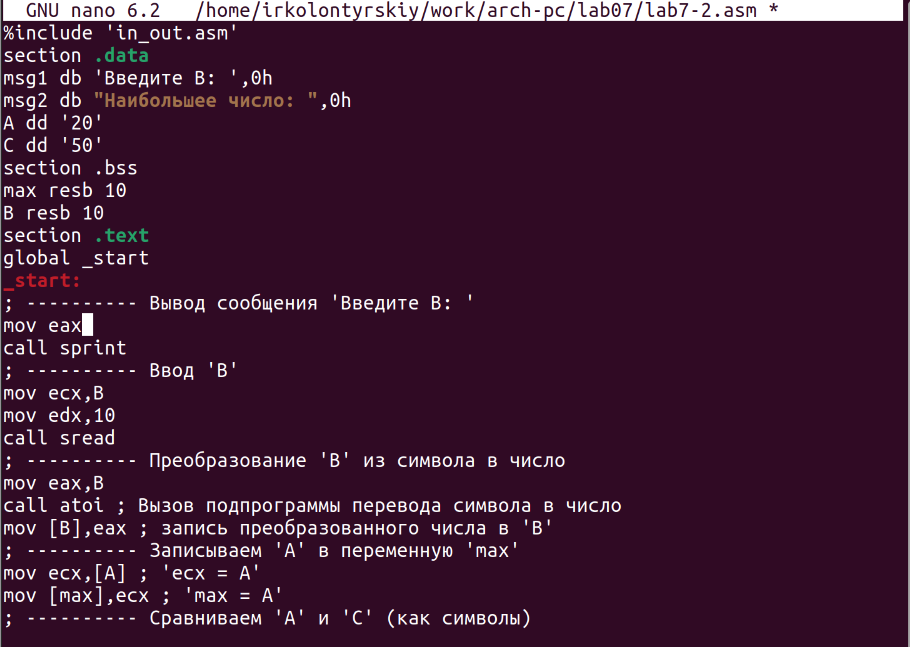 GNU nano 6.2   /home/irkolontyrskiy/work/arch-pc/lab07/lab7-2.asm *
%include 'in_out.asm'
section .data
msg1 db 'Введите B: ',0h
msg2 db "Наибольшее число: ",0h
A dd '20'
C dd '50'
section .bss
max resb 10
B resb 10
section .text
global _start
_start:
; ---------- Вывод сообщения 'Введите B: '
mov eax
call sprint
; ---------- Ввод 'B'
mov ecx,B
mov edx,10
call sread
; ---------- Преобразование 'B' из символа в число
mov eax,B
call atoi ; Вызов подпрограммы перевода символа в число
mov [B],eax ; запись преобразованного числа в 'B'
; ---------- Записываем 'A' в переменную 'max'
mov ecx,[A] ; 'ecx = A'
mov [max],ecx ; 'max = A'
; ---------- Сравниваем 'A' и 'C' (как символы)